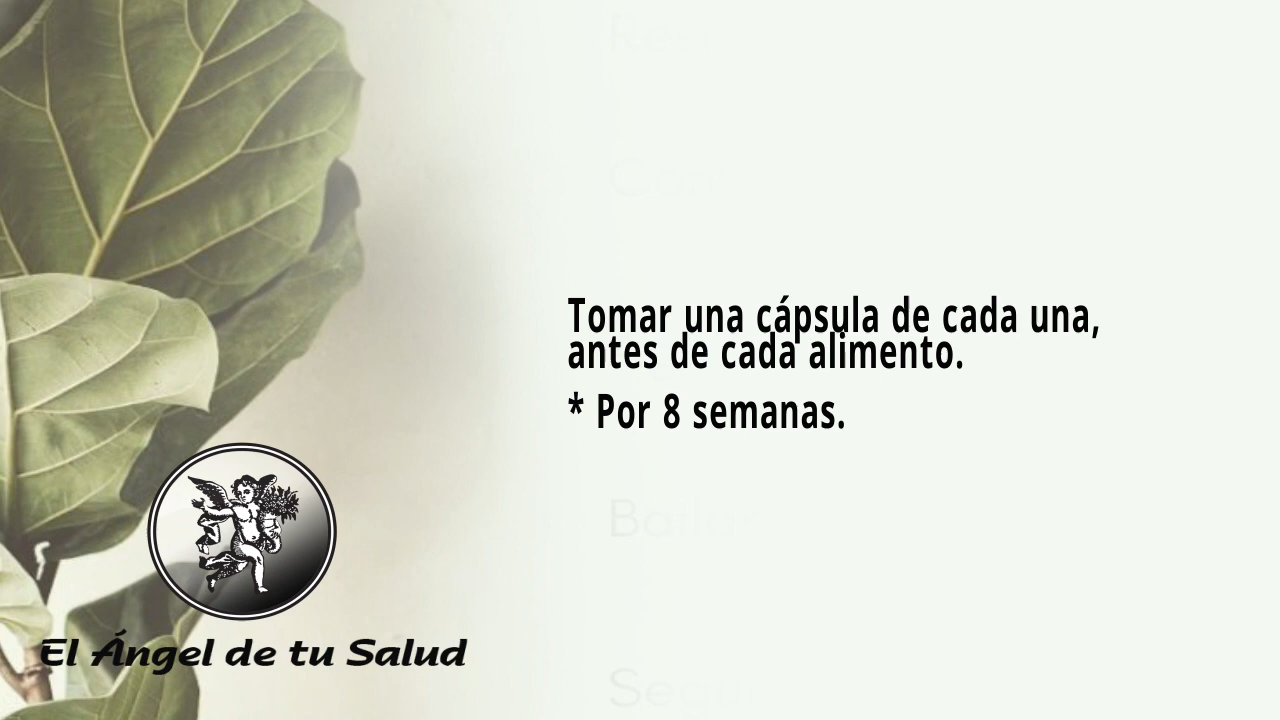 Tomar una cápsula de cada una,
antes de cada alimento.
* Por 8 semanas.
El Ángel de tu Salud